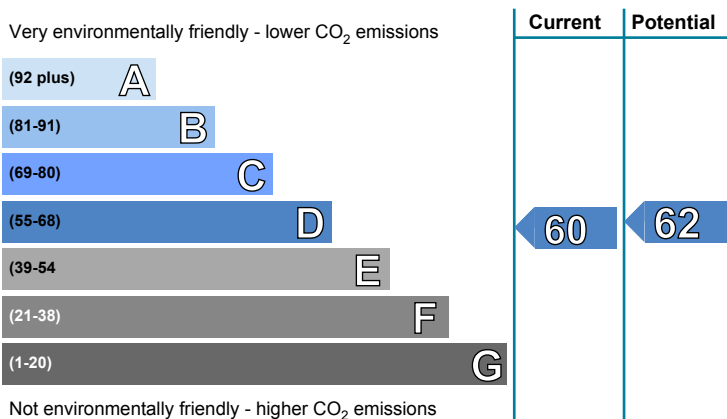 Very environmentally friendly - lower CO2 emissions
Current
Potential
(92 plus) A
(81-91) B
(69-80) C
(55-68) D
60
62
(39-54 E
(21-38) F
(1-20) G
Not environmentally friendly - higher CO2 emissions